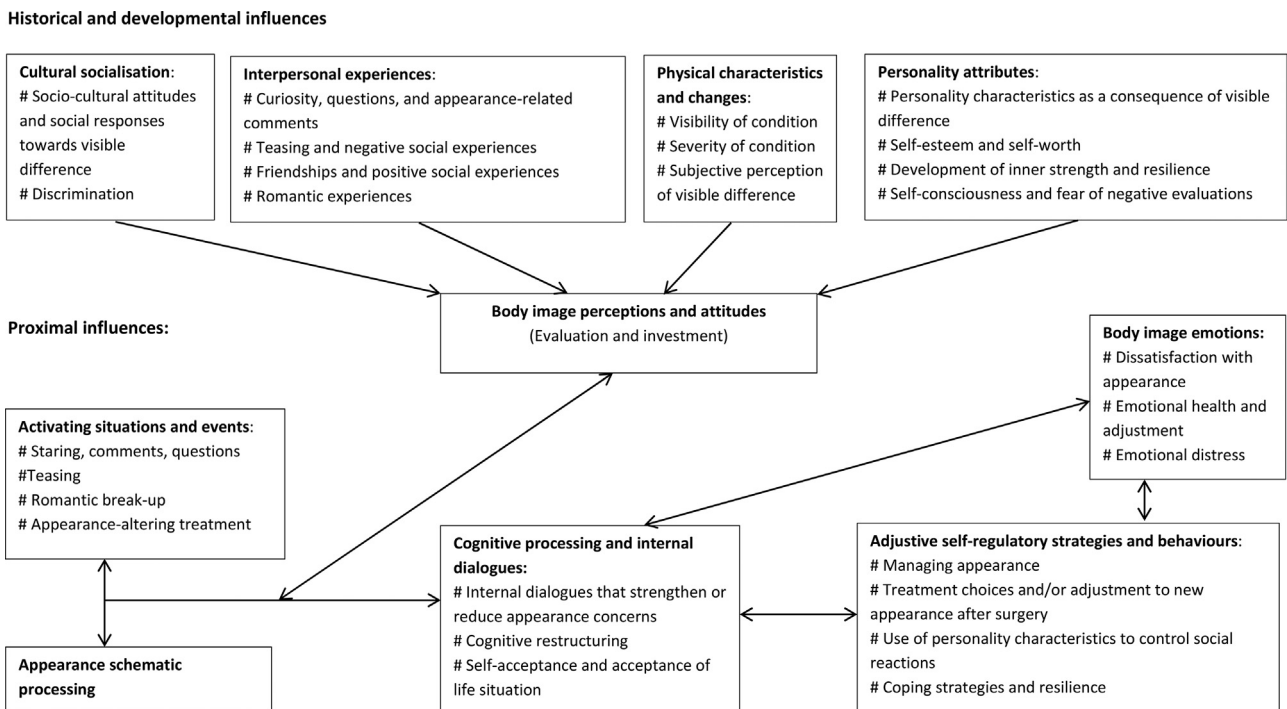 Historical and developmental influences
Cultural socialisation:
# Socio-cultural attitudes
and social responses
towards visible
difference
# Discrimination
Interpersonal experiences:
# Curiosity, questions, and appearance-related
comments
# Teasing and negative social experiences
# Friendships and positive social experiences
# Romantic experiences
Physical characteristics
and changes:
# Visibility of condition
# Severity of condition
# Subjective perception
of visible difference
Personality attributes:
# Personality characteristics as a consequence of visible
difference
# Self-esteem and self-worth
# Development of inner strength and resilience
# Self-consciousness and fear of negative evaluations
Body image perceptions and attitudes
(Evaluation and investment)
Proximal influences:
Body image emotions:
# Dissatisfaction with
appearance
# Emotional health and
adjustment
# Emotional distress
Activating situations and events:
# Staring, comments, questions
#Teasing
# Romantic break-up
# Appearance-altering treatment
Cognitive processing and internal
dialogues:
# Internal dialogues that strengthen or
reduce appearance concerns
# Cognitive restructuring
# Self-acceptance and acceptance of
life situation
Adjustive self-regulatory strategies and behaviours:
# Managing appearance
# Treatment choices and/or adjustment to new
appearance after surgery
# Use of personality characteristics to control social
reactions
# Coping strategies and resilience
Appearance schematic
processing